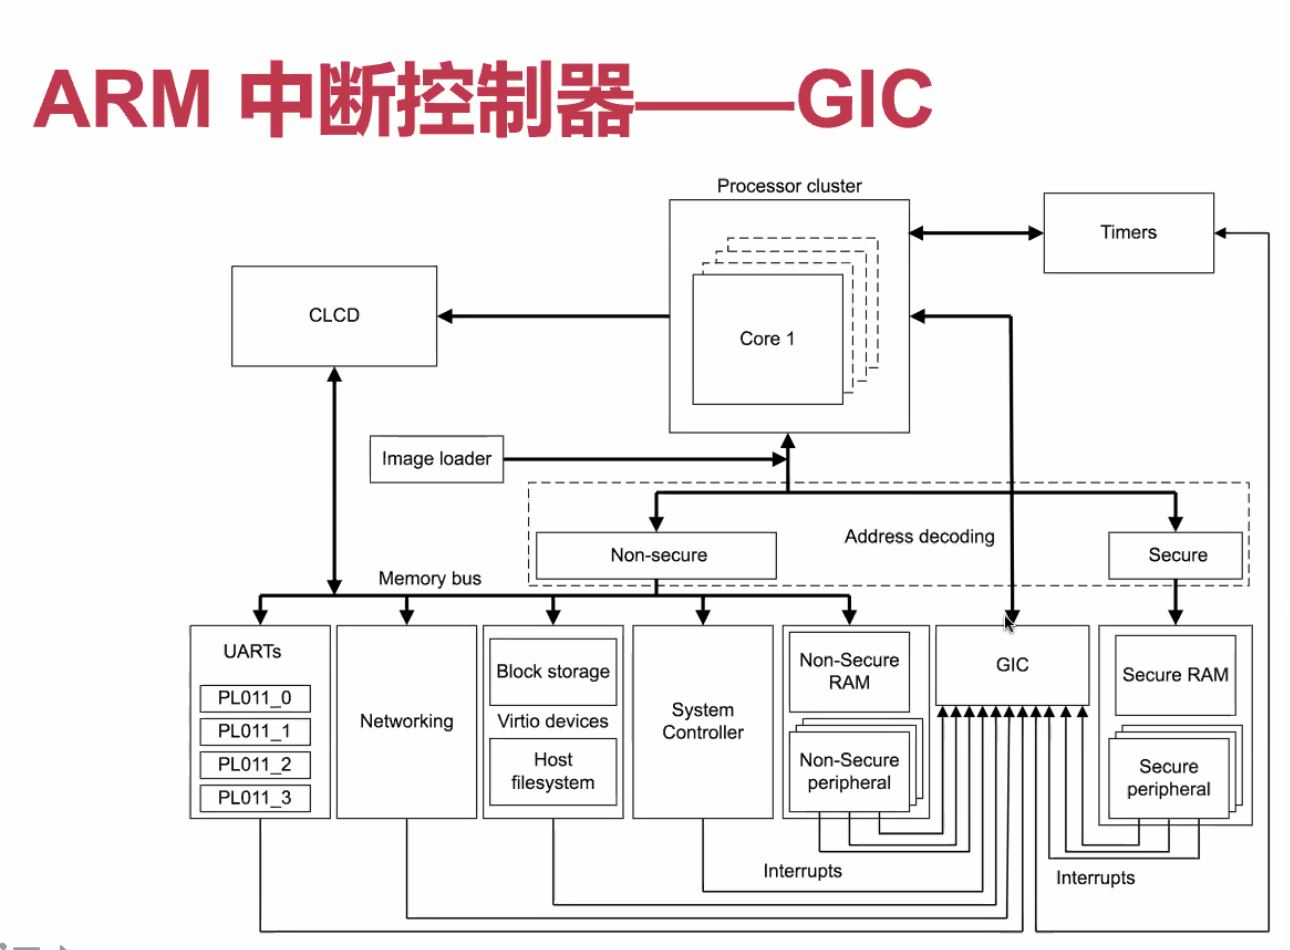 ARM 中断控制器——GIC
Processor cluster
Timers
CLCD
Core 1
Image loader
Address decoding
Non-secure
Secure
Memory bus
UARTs
PL011_0
PL011_1
PL011_2
PL011_3
Networking
Block storage
Virtio devices
Host
filesystem
System
Controller
Non-Secure
RAM
Non-Secure
peripheral
GIC
Secure RAM
Secure
peripheral
Interrupts
Interrupts